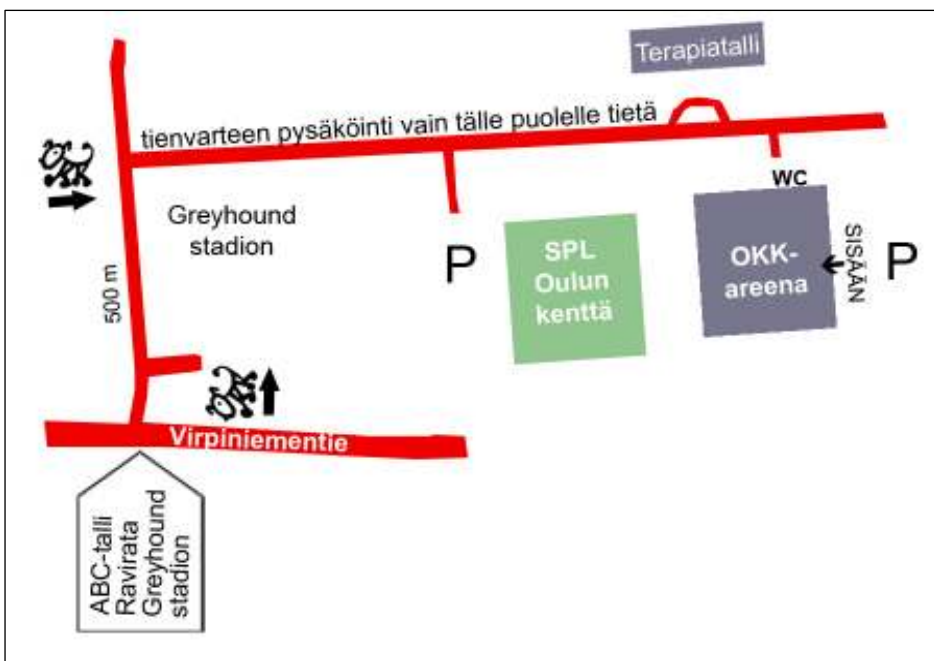 Terapiatalli
tienvarteen pysäköinti vain tälle puolelle tietä
WC
Greyhound
stadion
P
SPL
Oulun
kenttä
OKK-
areena
SISÄÄN
P
500 m
Virpiniementie
ABC-talli
Ravirata
Greyhound
stadion